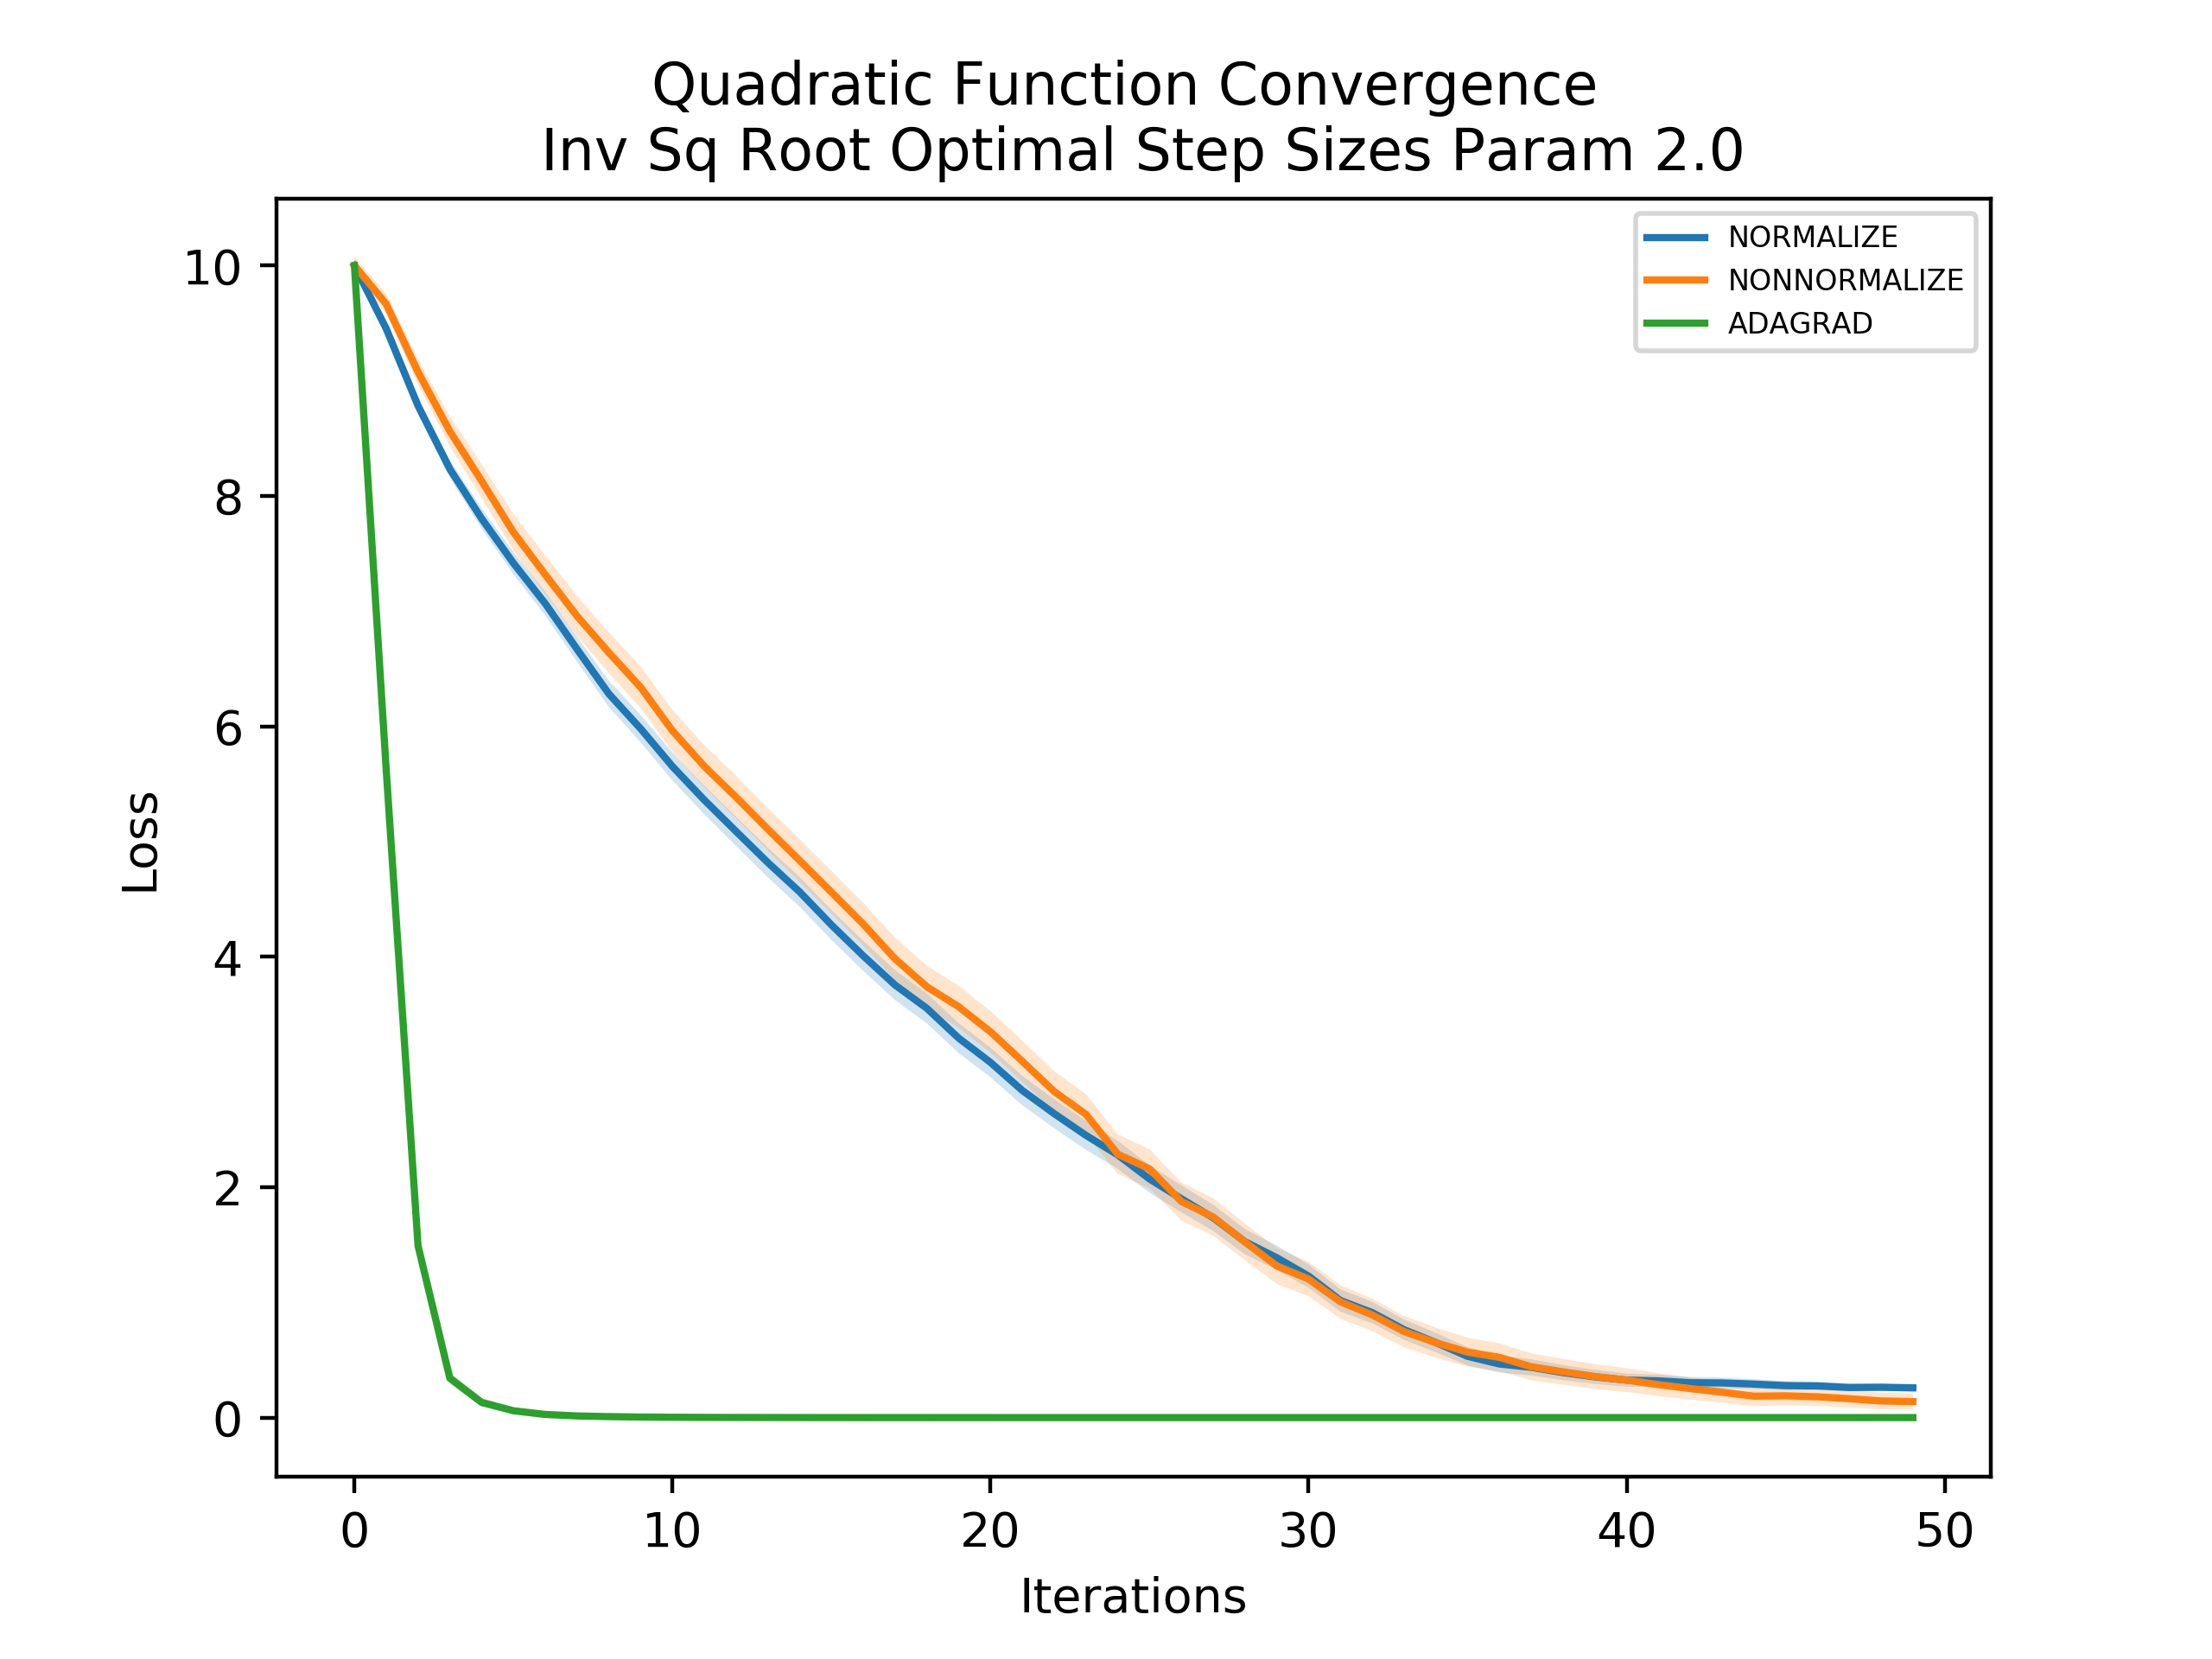 Quadratic Function Convergence
Inv Sq Root Optimal Step Sizes Param 2.0
NORMALIZE
NONNORMALIZE
ADAGRAD
10
8
6
4
2
0
Loss
0 10 20 30 40 50
Iterations